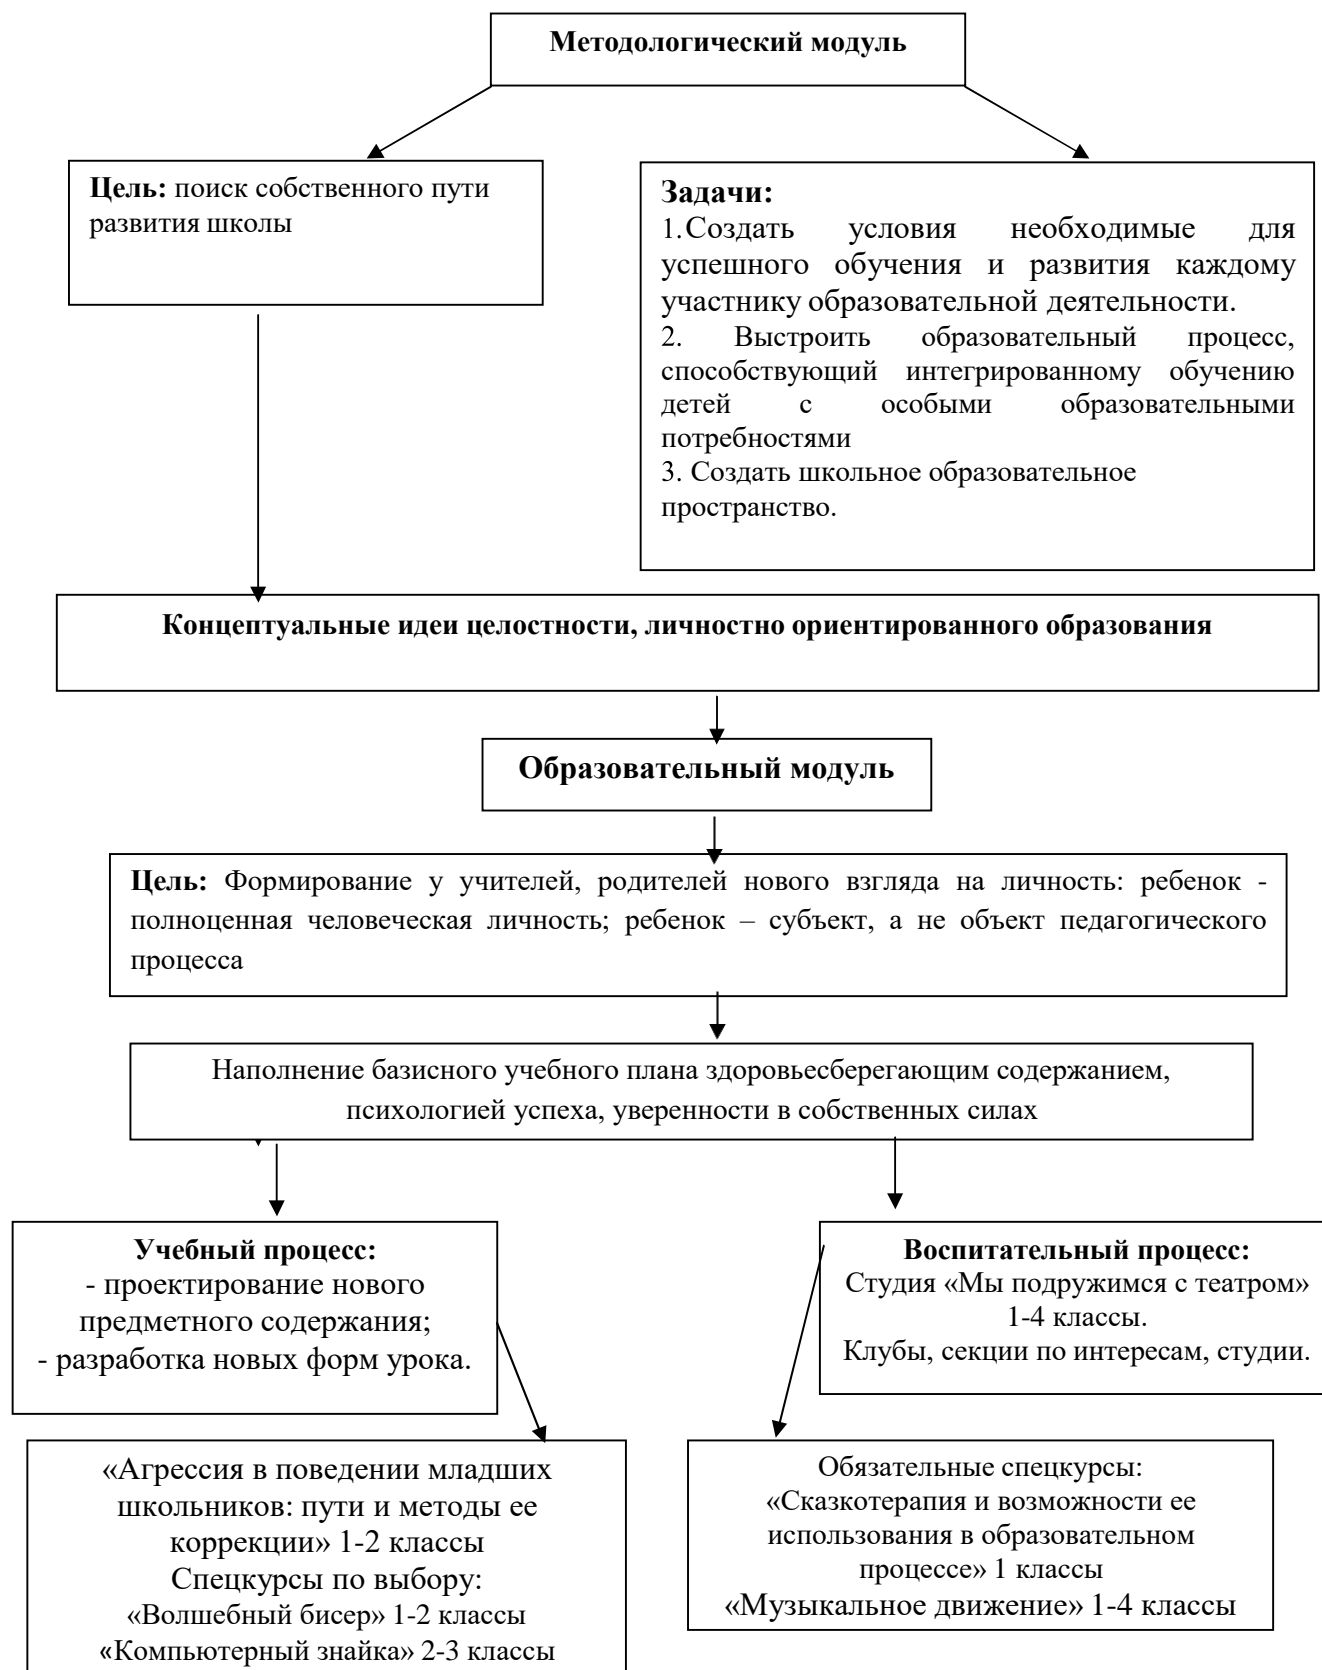 Методологический модуль
Цель: поиск собственного пути
развития школы
Задачи:
1.Создать условия необходимые для
успешного обучения и развития каждому
участнику образовательной деятельности.
2. Выстроить образовательный процесс,
способствующий интегрированному обучению
детей с особыми образовательными
потребностями
3. Создать школьное образовательное
пространство.
Концептуальные идеи целостности, личностно ориентированного образования
Образовательный модуль
Цель: Формирование у учителей, родителей нового взгляда на личность: ребенок -
полноценная человеческая личность; ребенок – субъект, а не объект педагогического
процесса
Наполнение базисного учебного плана здоровьесберегающим содержанием,
психологией успеха, уверенности в собственных силах
Учебный процесс:
- проектирование нового
предметного содержания;
- разработка новых форм урока.
Воспитательный процесс:
Студия «Мы подружимся с театром»
1-4 классы.
Клубы, секции по интересам, студии.
«Агрессия в поведении младших
школьников: пути и методы ее
коррекции» 1-2 классы
Спецкурсы по выбору:
«Волшебный бисер» 1-2 классы
«Компьютерный знайка» 2-3 классы
Обязательные спецкурсы:
«Сказкотерапия и возможности ее
использования в образовательном
процессе» 1 классы
«Музыкальное движение» 1-4 классы